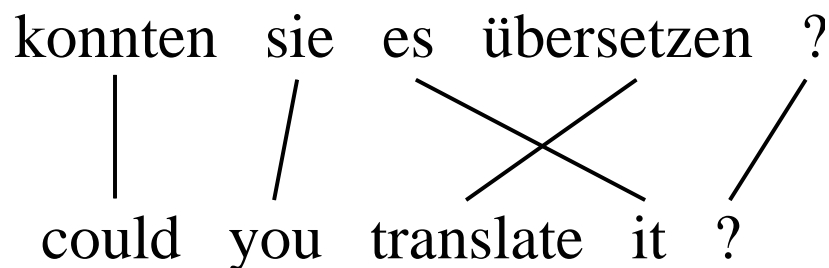 konnten sie es übersetzen ?
could you translate it ?